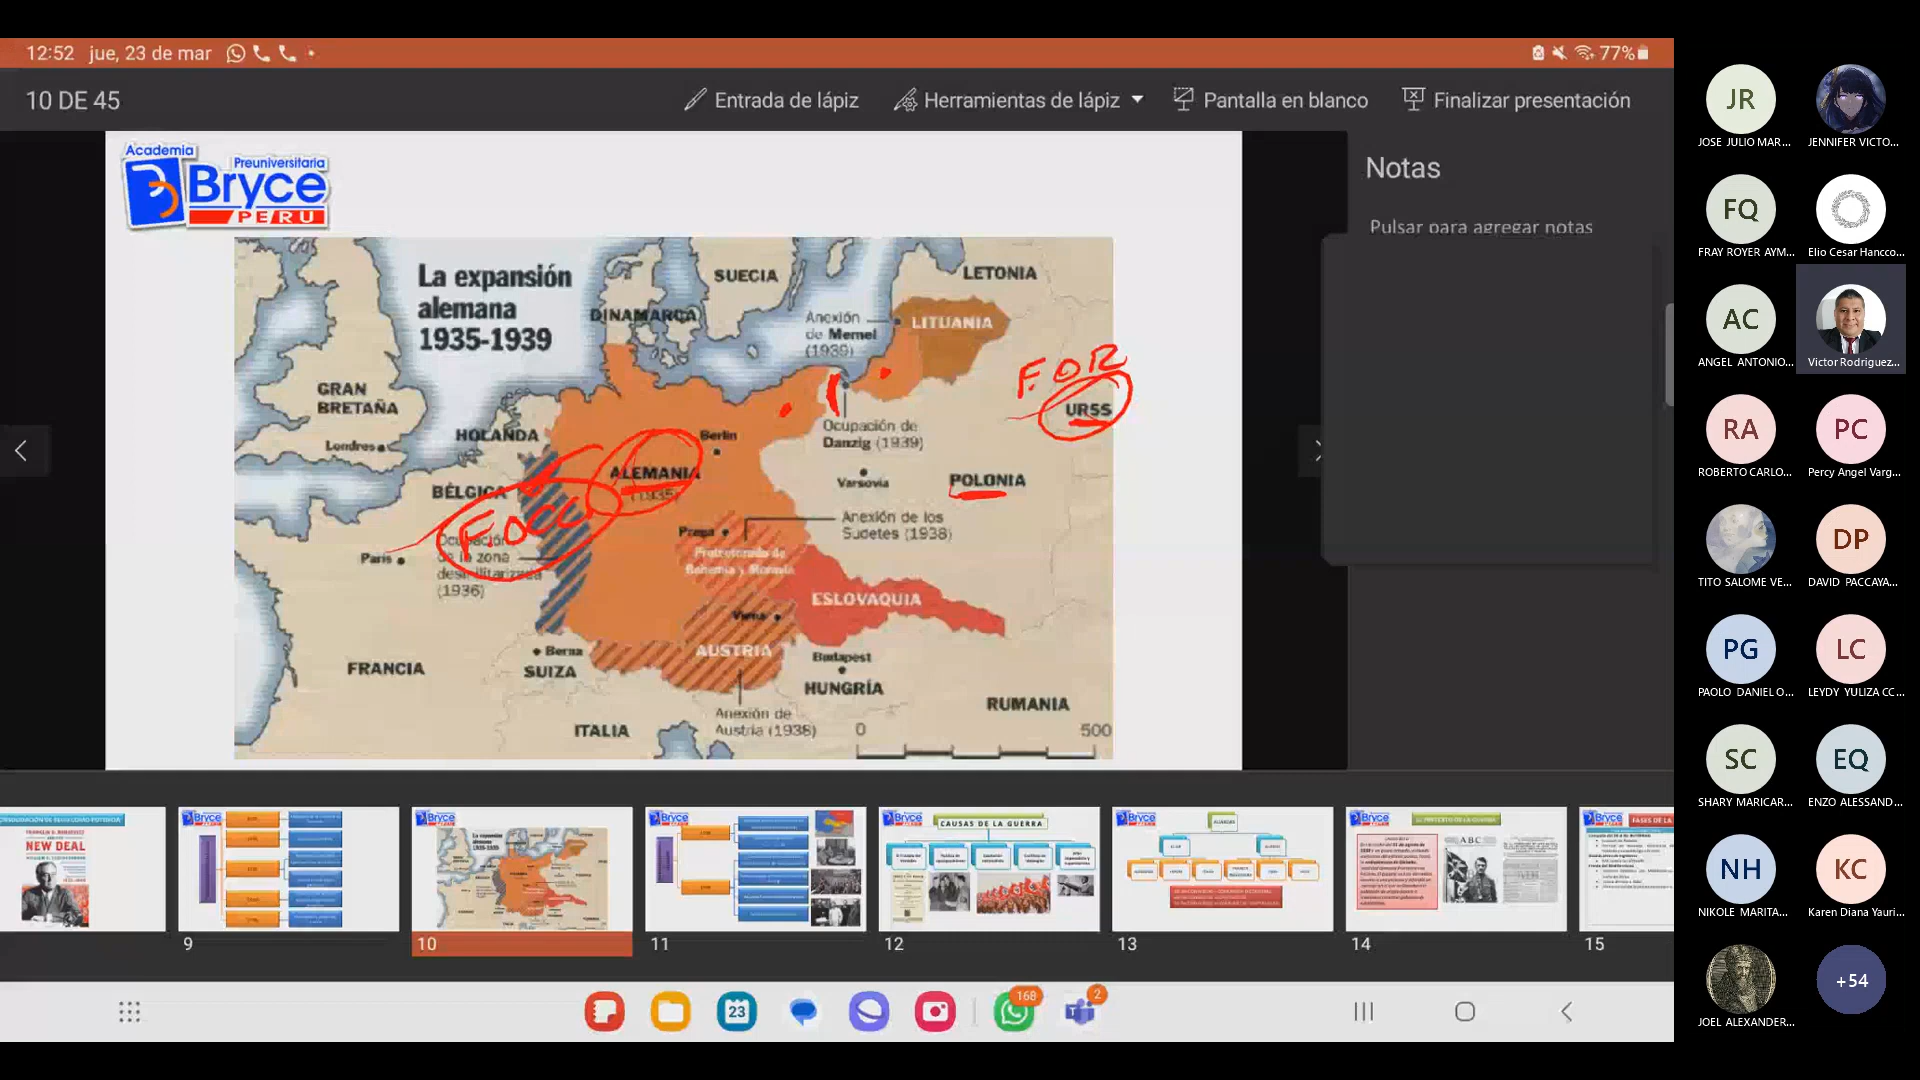 12:52 jue, 23 de mar
77%
10 DE 45
Entrada de lápiz
Herramientas de lápiz
Pantalla en blanco
Finalizar presentación
Academia
Preuniversitaria
Bryce
PERU
Notas
Pulsar para agregar notas
La expansión
alemana
1935-1939
SUECIA
LETONIA
DINAMARCA
Anexión
de Memel
(1939)
LITUANIA
F.OR
URSS
GRAN
BRETAÑA
Londres
HOLANDA
Berlin
Ocupación de
Danzig (1939)
ALEMANIA
(1935)
BÉLGICA
Varsovia
POLONIA
F.OCC
Paris
Ocupación
de la zona
desmilitarizada
(1936)
Praga
Anexión de los
Sudetes (1938)
Protectorado de
Bohemia y Moravia
ESLOVAQUIA
Viena
AUSTRIA
Berna
SUIZA
FRANCIA
Budapest
HUNGRÍA
RUMANIA
ITALIA
Anexión de
Austria (1938)
0 500
NEW DEAL
CAUSAS DE LA GUERRA
ABC
FASES DE LA
9
10
11
12
13
14
15
23
168
2
JR
JOSE JULIO MAR...
JENNIFER VICTO...
FQ
FRAY ROYER AYM...
Elio Cesar Hancco...
AC
ANGEL ANTONIO...
Victor Rodriguez...
RA
ROBERTO CARLO...
PC
Percy Angel Varg...
TITO SALOME VE...
DP
DAVID PACCAYA...
PG
PAOLO DANIEL O...
LC
LEYDY YULIZA CC...
SC
SHARY MARICAR...
EQ
ENZO ALESSAND...
NH
NIKOLE MARITA...
KC
Karen Diana Yauri...
JOEL ALEXANDER...
+54